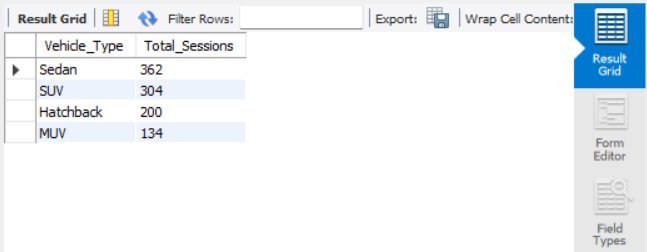 Result Grid Filter Rows: Export: Wrap Cell Content:
Vehicle_Type Total_Sessions
Sedan 362
SUV 304
Hatchback 200
MUV 134
Result
Grid
Form
Editor
Field
Types